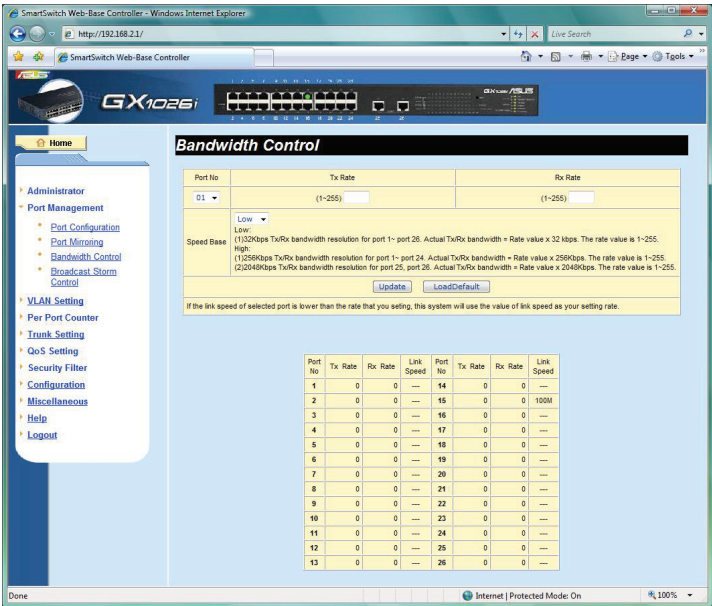 SmartSwitch Web-Base Controller - Windows Internet Explorer
http://192.168.2.1/
Live Search
SmartSwitch Web-Base Controller
Page
Tools
ASUS
GX1026i
Home
Administrator
Port Management
Port Configuration
Port Mirroring
Bandwidth Control
Broadcast Storm
Control
VLAN Setting
Per Port Counter
Trunk Setting
QoS Setting
Security Filter
Configuration
Miscellaneous
Help
Logout
Bandwidth Control
Port No Tx Rate Rx Rate
01 (1~255) (1~255)
Speed Base
Low
Low:
(1)32Kbps Tx/Rx bandwidth resolution for port 1~ port 26. Actual Tx/Rx bandwidth = Rate value x 32 kbps. The rate value is 1~255.
High:
(1)256Kbps Tx/Rx bandwidth resolution for port 1~ port 24. Actual Tx/Rx bandwidth = Rate value x 256Kbps. The rate value is 1~255.
(2)2048Kbps Tx/Rx bandwidth resolution for port 25, port 26. Actual Tx/Rx bandwidth = Rate value x 2048Kbps. The rate value is 1~255.
Update LoadDefault
If the link speed of selected port is lower than the rate that you seting, this system will use the value of link speed as your setting rate.
Port No Tx Rate Rx Rate Link Speed Port No Tx Rate Rx Rate Link Speed
1 0 0 --- 14 0 0 ---
2 0 0 --- 15 0 0 100M
3 0 0 --- 16 0 0 ---
4 0 0 --- 17 0 0 ---
5 0 0 --- 18 0 0 ---
6 0 0 --- 19 0 0 ---
7 0 0 --- 20 0 0 ---
8 0 0 --- 21 0 0 ---
9 0 0 --- 22 0 0 ---
10 0 0 --- 23 0 0 ---
11 0 0 --- 24 0 0 ---
12 0 0 --- 25 0 0 ---
13 0 0 --- 26 0 0 ---
Done
Internet | Protected Mode: On
100%